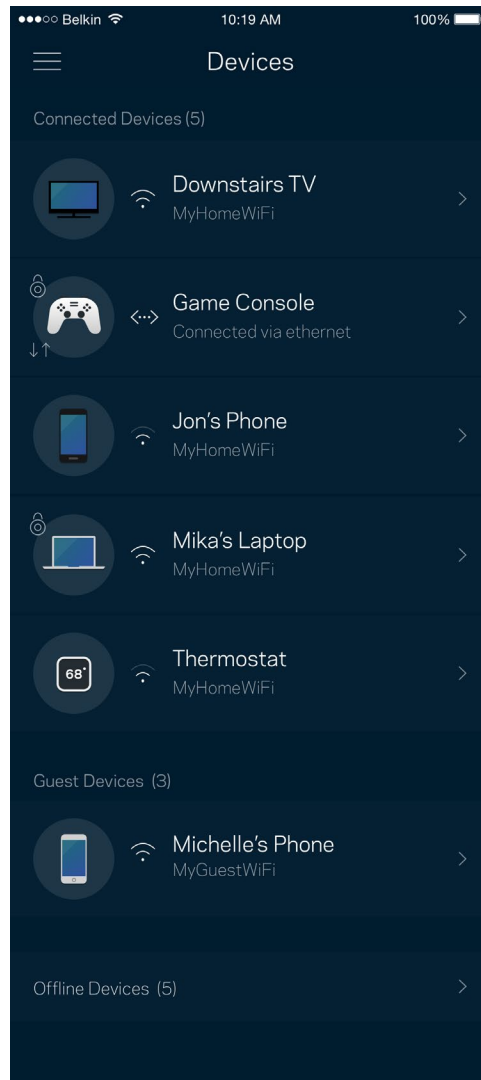 Belkin 10:19 AM 100%
Devices
Connected Devices (5)
Downstairs TV
MyHomeWiFi
Game Console
Connected via ethernet
Jon's Phone
MyHomeWiFi
Mika's Laptop
MyHomeWiFi
68°
Thermostat
MyHomeWiFi
Guest Devices (3)
Michelle's Phone
MyGuestWiFi
Offline Devices (5)